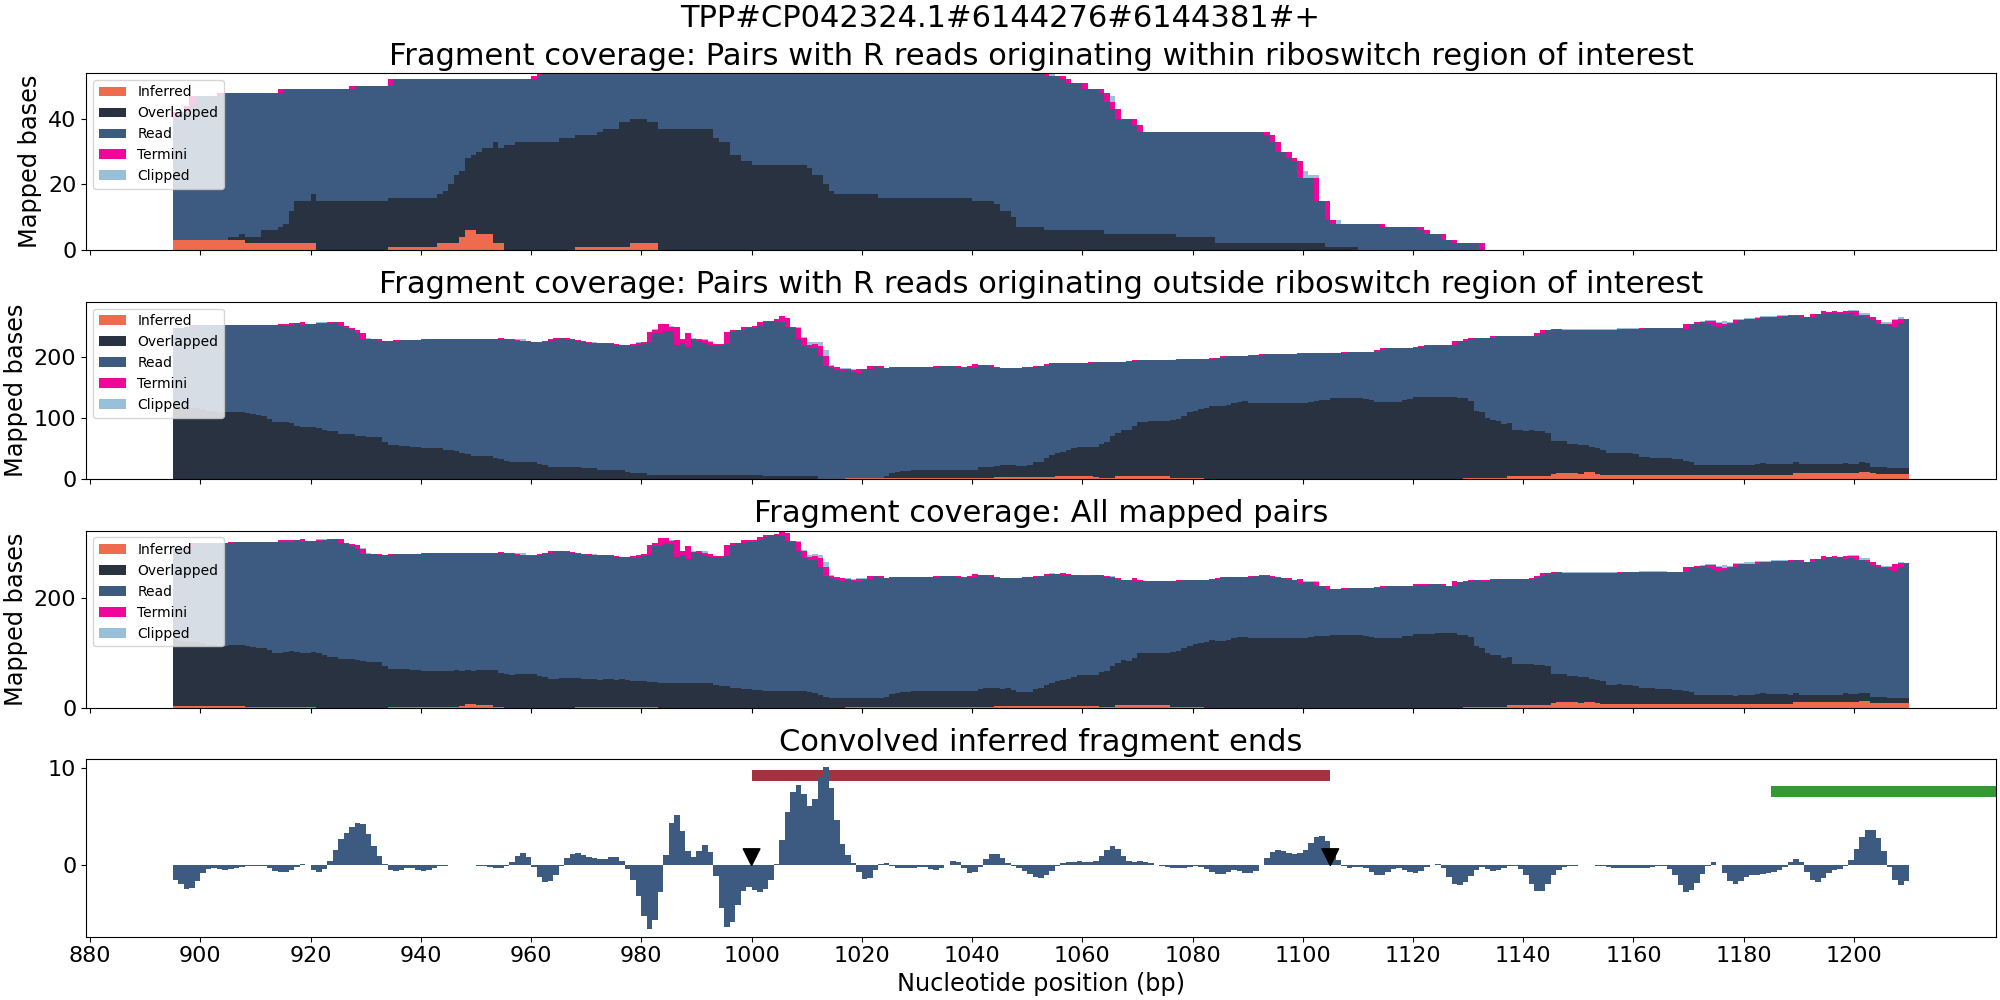 TPP#CP042324.1#6144276#6144381#+
Fragment coverage: Pairs with R reads originating within riboswitch region of interest
Mapped bases
40
20
0
Inferred
Overlapped
Read
Termini
Clipped
Fragment coverage: Pairs with R reads originating outside riboswitch region of interest
Mapped bases
200
100
0
Inferred
Overlapped
Read
Termini
Clipped
Fragment coverage: All mapped pairs
Mapped bases
200
0
Inferred
Overlapped
Read
Termini
Clipped
Convolved inferred fragment ends
10
0
880 900 920 940 960 980 1000 1020 1040 1060 1080 1100 1120 1140 1160 1180 1200
Nucleotide position (bp)